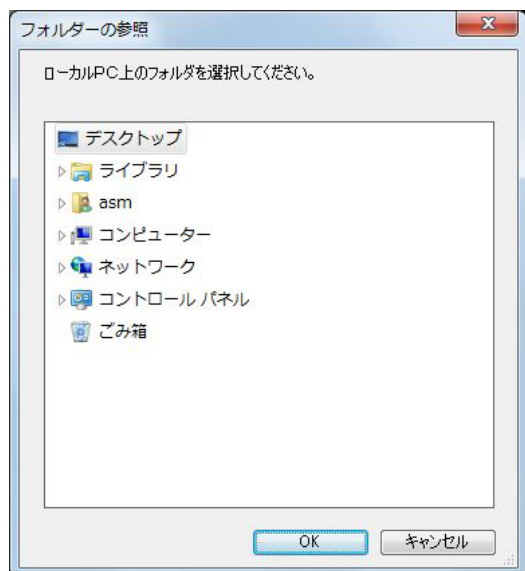 フォルダーの参照
ローカルPC上のフォルダを選択してください。
デスクトップ
ライブラリ
asm
コンピューター
ネットワーク
コントロール パネル
ごみ箱
OK
キャンセル